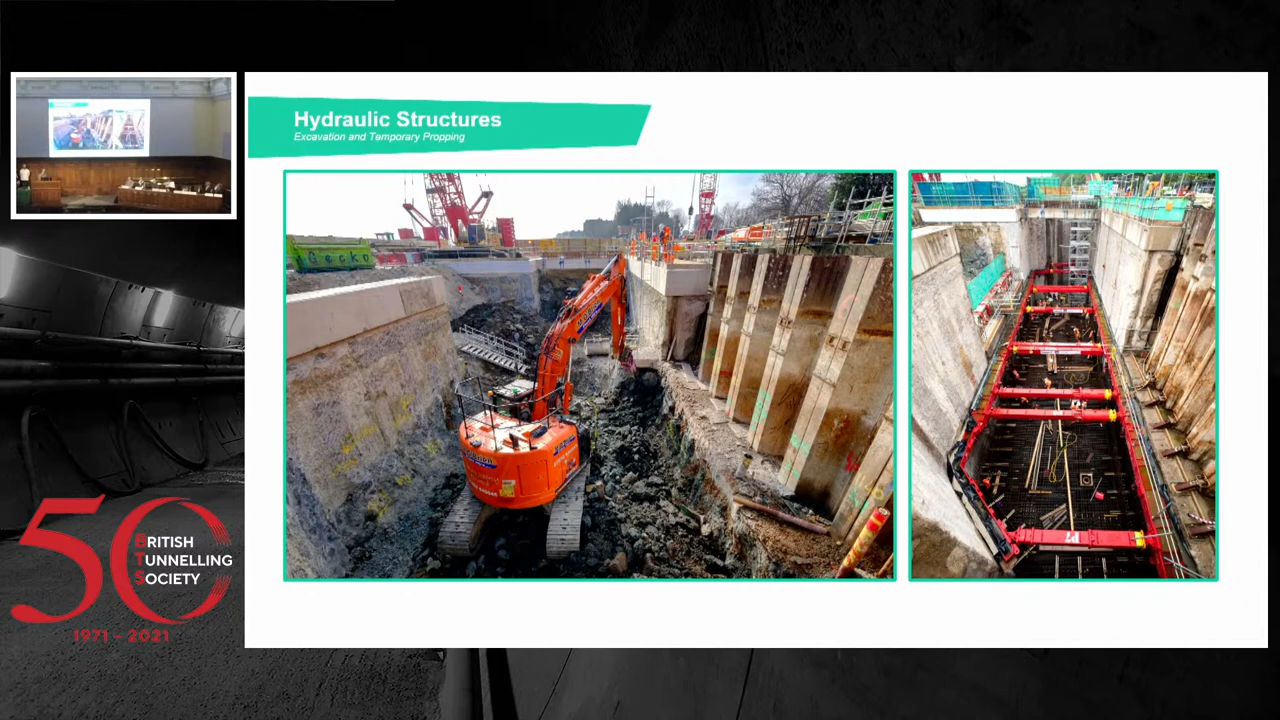 Hydraulic Structures
Excavation and Temporary Propping
Gecko
50
BRITISH
TUNNELLING
SOCIETY
1971 - 2021